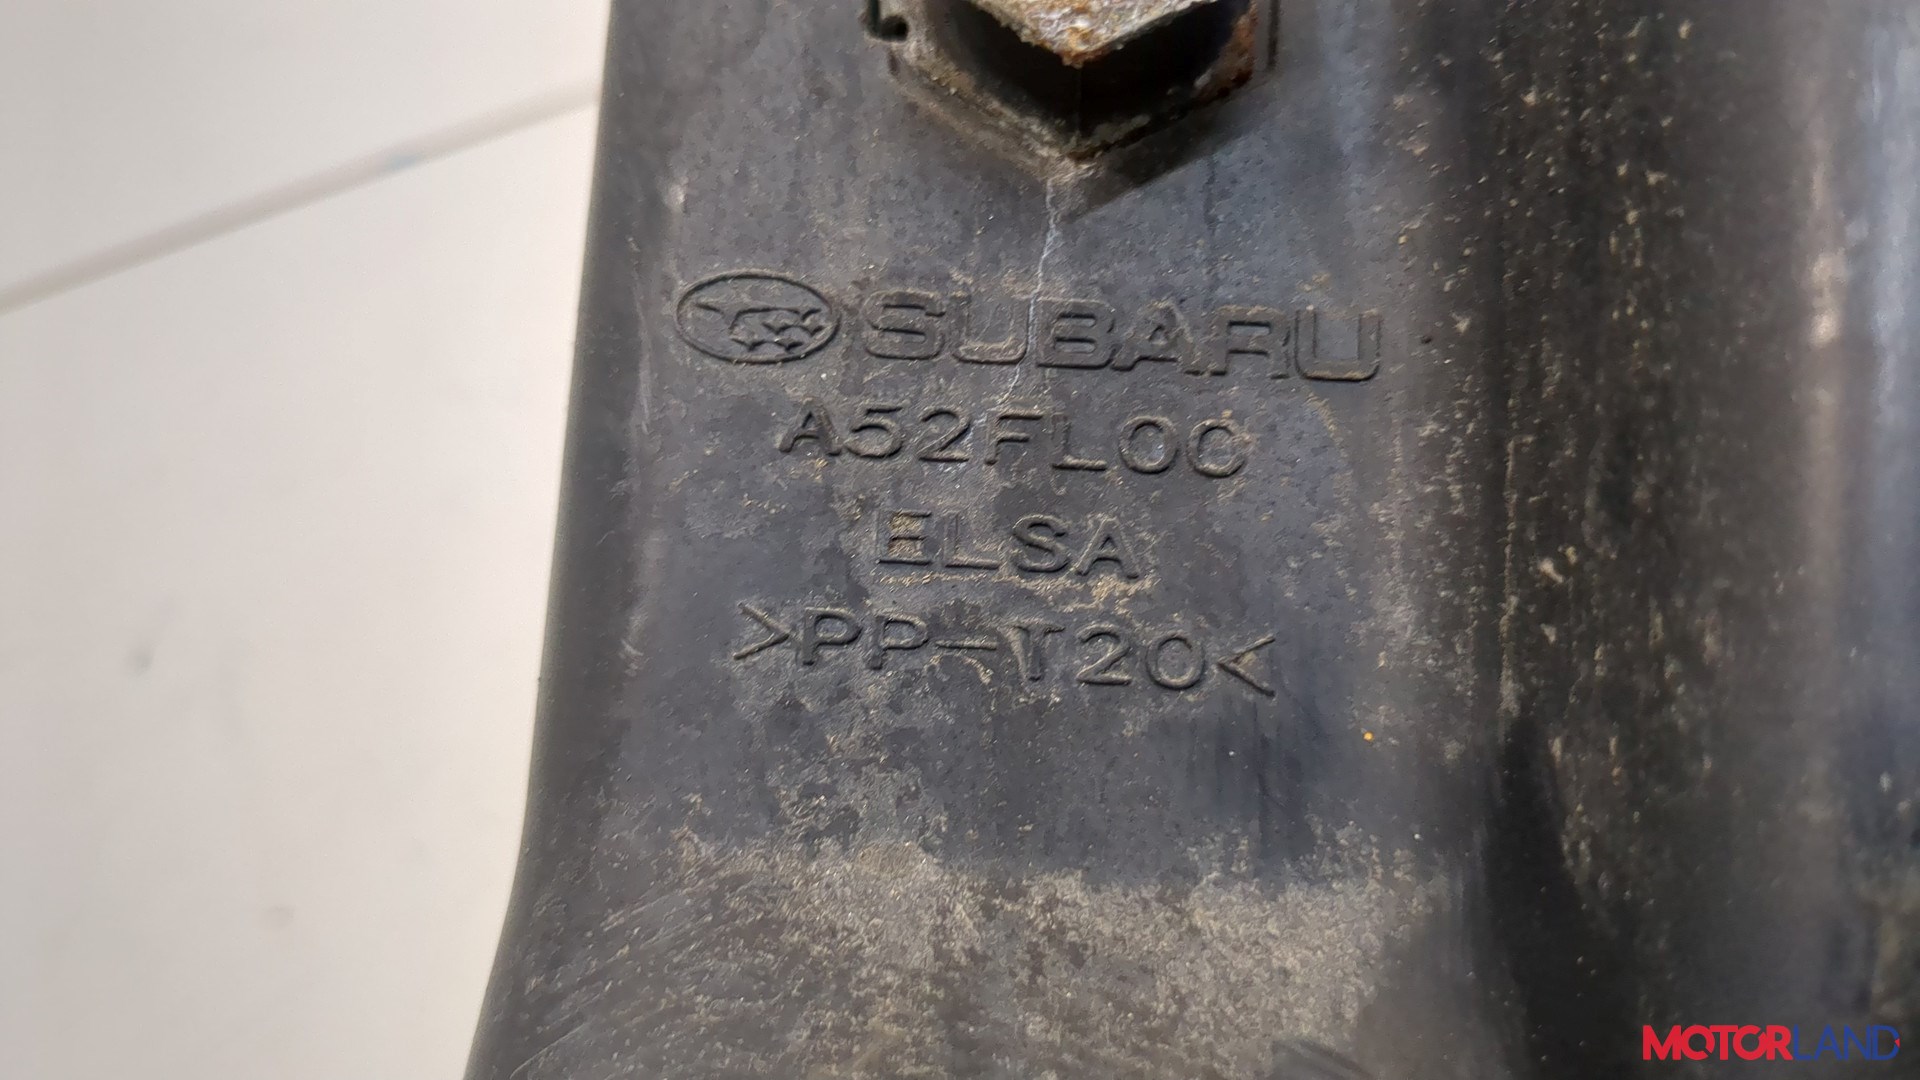 SUBARU
A52FL0C
ELSA
>PP-T20<
MOTORLAND